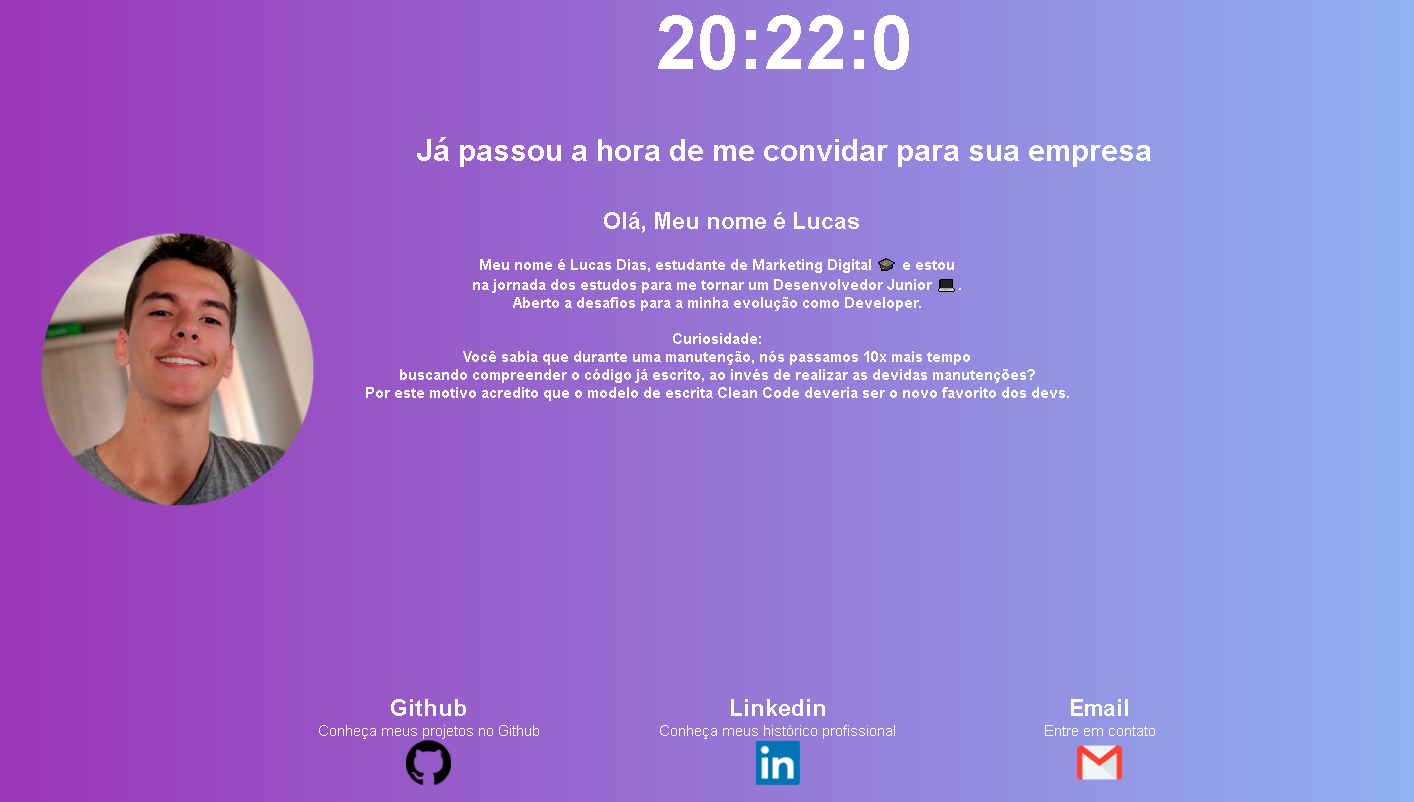 20:22:0
Já passou a hora de me convidar para sua empresa
Olá, Meu nome é Lucas
Meu nome é Lucas Dias, estudante de Marketing Digital 🎓 e estou
na jornada dos estudos para me tornar um Desenvolvedor Junior 💻.
Aberto a desafios para a minha evolução como Developer.
Curiosidade:
Você sabia que durante uma manutenção, nós passamos 10x mais tempo
buscando compreender o código já escrito, ao invés de realizar as devidas manutenções?
Por este motivo acredito que o modelo de escrita Clean Code deveria ser o novo favorito dos devs.
Github
Conheça meus projetos no Github
Linkedin
Conheça meus histórico profissional
in
Email
Entre em contato